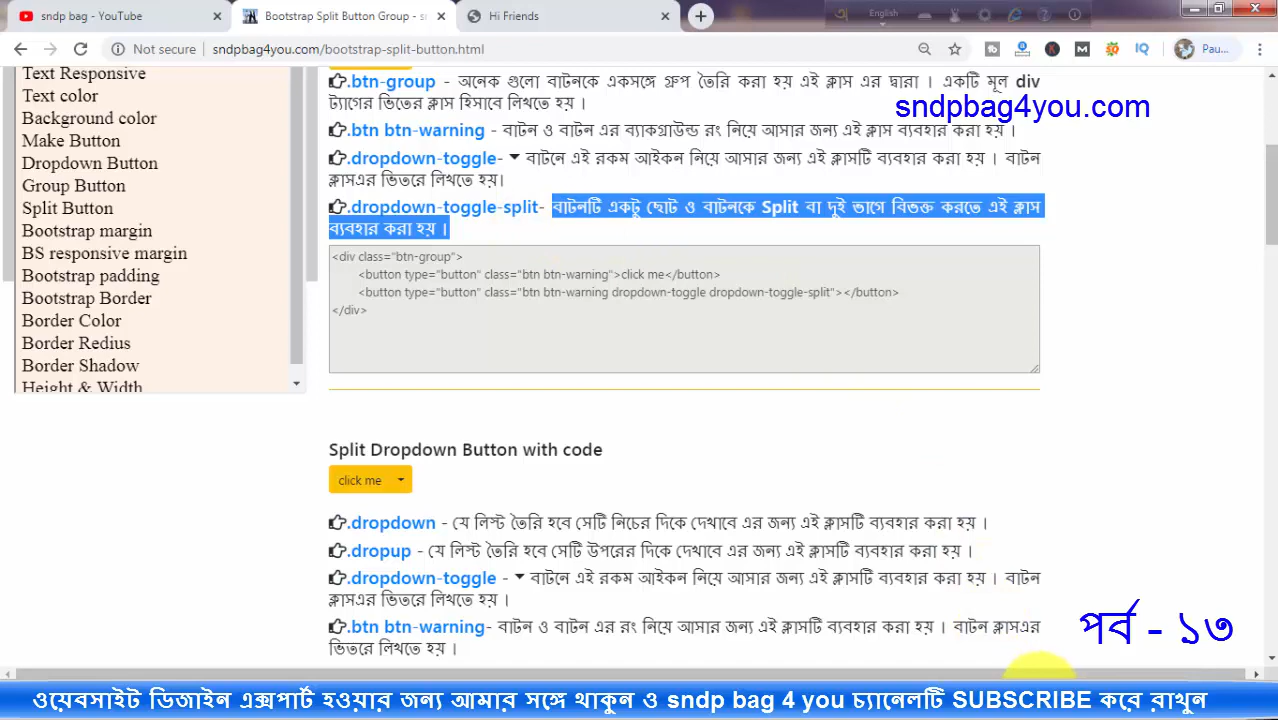 sndp bag - YouTube
Bootstrap Split Button Group - s
Hi Friends
English
Not secure
sndpbag4you.com/bootstrap-split-button.html
Pau...
Text Responsive
Text color
Background color
Make Button
Dropdown Button
Group Button
Split Button
Bootstrap margin
BS responsive margin
Bootstrap padding
Bootstrap Border
Border Color
Border Redius
Border Shadow
Height & Width
.btn-group - অনেক গুলো বাটনকে একসঙ্গে গ্রুপ তৈরি করা হয় এই ক্লাস এর দ্বারা । একটি মূল div
ট্যাগের ভিতের ক্লাস হিসাবে লিখতে হয় ।
sndpbag4you.com
.btn btn-warning - বাটন ও বাটন এর ব্যাকগ্রাউন্ড রং নিয়ে আসার জন্য এই ক্লাস ব্যবহার করা হয় ।
.dropdown-toggle- বাটনে এই রকম আইকন নিয়ে আসার জন্য এই ক্লাসটি ব্যবহার করা হয় । বাটন
ক্লাসএর ভিতরে লিখতে হয়।
.dropdown-toggle-split- বাটনটি একটু ছোট ও বাটনকে Split বা দুই ভাগে বিভক্ত করতে এই ক্লাস
ব্যবহার করা হয় ।
<div class="btn-group">
<button type="button" class="btn btn-warning">click me</button>
<button type="button" class="btn btn-warning dropdown-toggle dropdown-toggle-split"></button>
</div>
Split Dropdown Button with code
click me
.dropdown - যে লিস্ট তৈরি হবে সেটি নিচের দিকে দেখাবে এর জন্য এই ক্লাসটি ব্যবহার করা হয় ।
.dropup - যে লিস্ট তৈরি হবে সেটি উপরের দিকে দেখাবে এর জন্য এই ক্লাসটি ব্যবহার করা হয় ।
.dropdown-toggle - বাটনে এই রকম আইকন নিয়ে আসার জন্য এই ক্লাসটি ব্যবহার করা হয় । বাটন
ক্লাসএর ভিতরে লিখতে হয় ।
.btn btn-warning- বাটন ও বাটন এর রং নিয়ে আসার জন্য এই ক্লাসটি ব্যবহার করা হয় । বাটন ক্লাসএর
ভিতরে লিখতে হয় ।
পর্ব - ১৩
ওয়েবসাইট ডিজাইন এক্সপার্ট হওয়ার জন্য আমার সঙ্গে থাকুন ও sndp bag 4 you চ্যানেলটি SUBSCRIBE করে রাখুন